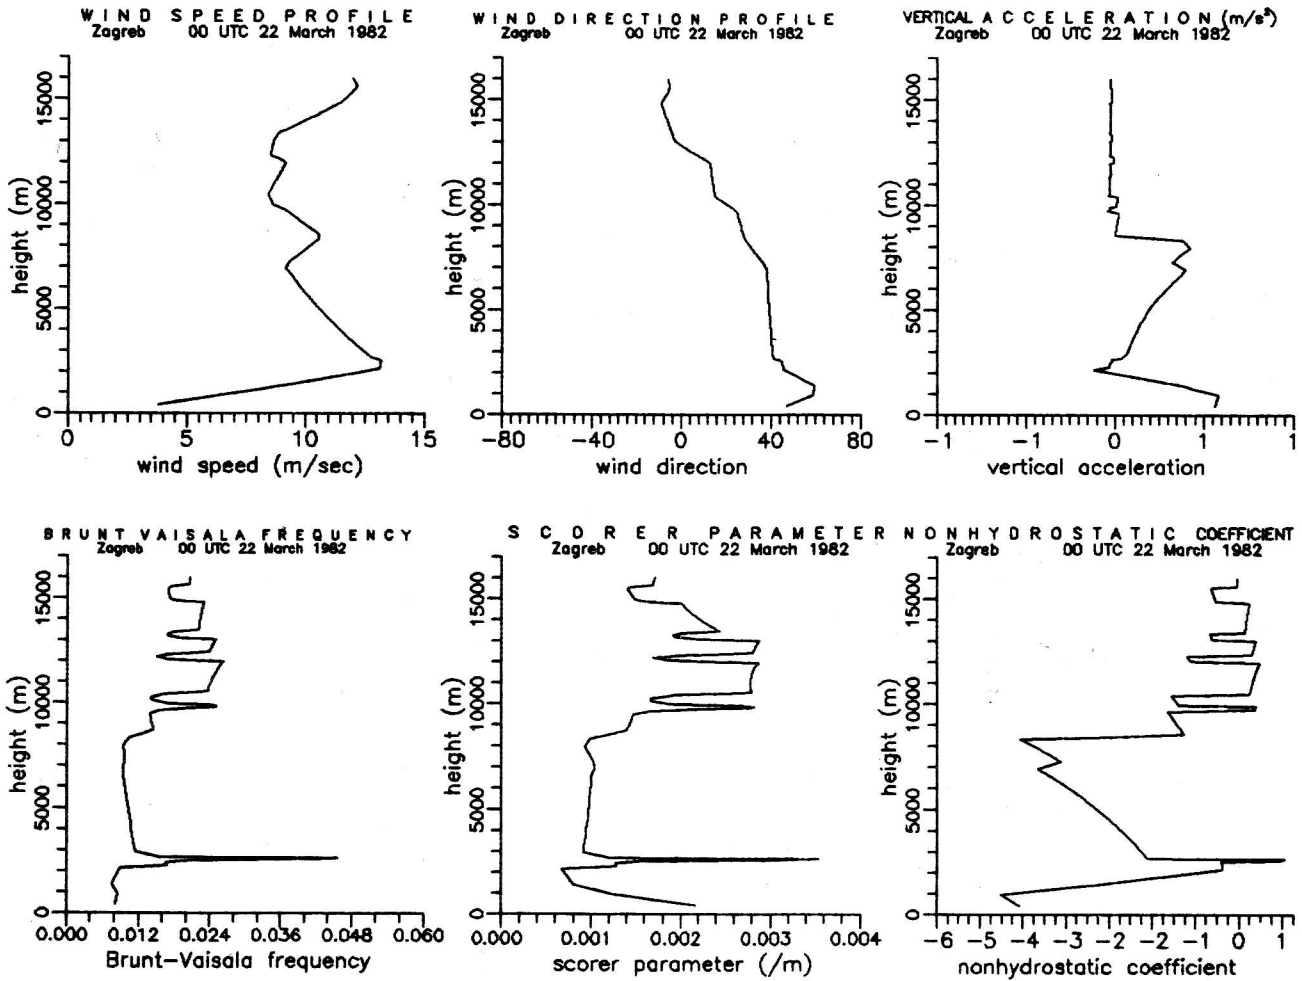 WIND SPEED PROFILE
Zagreb 00 UTC 22 March 1982
15000
10000
5000
0
height (m)
0 5 10 15
wind speed (m/sec)
WIND DIRECTION PROFILE
Zagreb 00 UTC 22 March 1982
15000
10000
5000
0
height (m)
-80 -40 0 40 80
wind direction
VERTICAL ACCELERATION (m/s²)
Zagreb 00 UTC 22 March 1982
15000
10000
5000
0
height (m)
-1 -1 0 1 1
vertical acceleration
BRUNT VAISALA FREQUENCY
Zagreb 00 UTC 22 March 1982
15000
10000
5000
0
height (m)
0.000 0.012 0.024 0.036 0.048 0.060
Brunt-Vaisala frequency
SCORER PARAMETER
Zagreb 00 UTC 22 March 1982
15000
10000
5000
0
height (m)
0.000 0.001 0.002 0.003 0.004
scorer parameter (/m)
NONHYDROSTATIC COEFFICIENT
Zagreb 00 UTC 22 March 1982
15000
10000
5000
0
height (m)
-6 -5 -4 -3 -2 -2 -1 0 1
nonhydrostatic coefficient